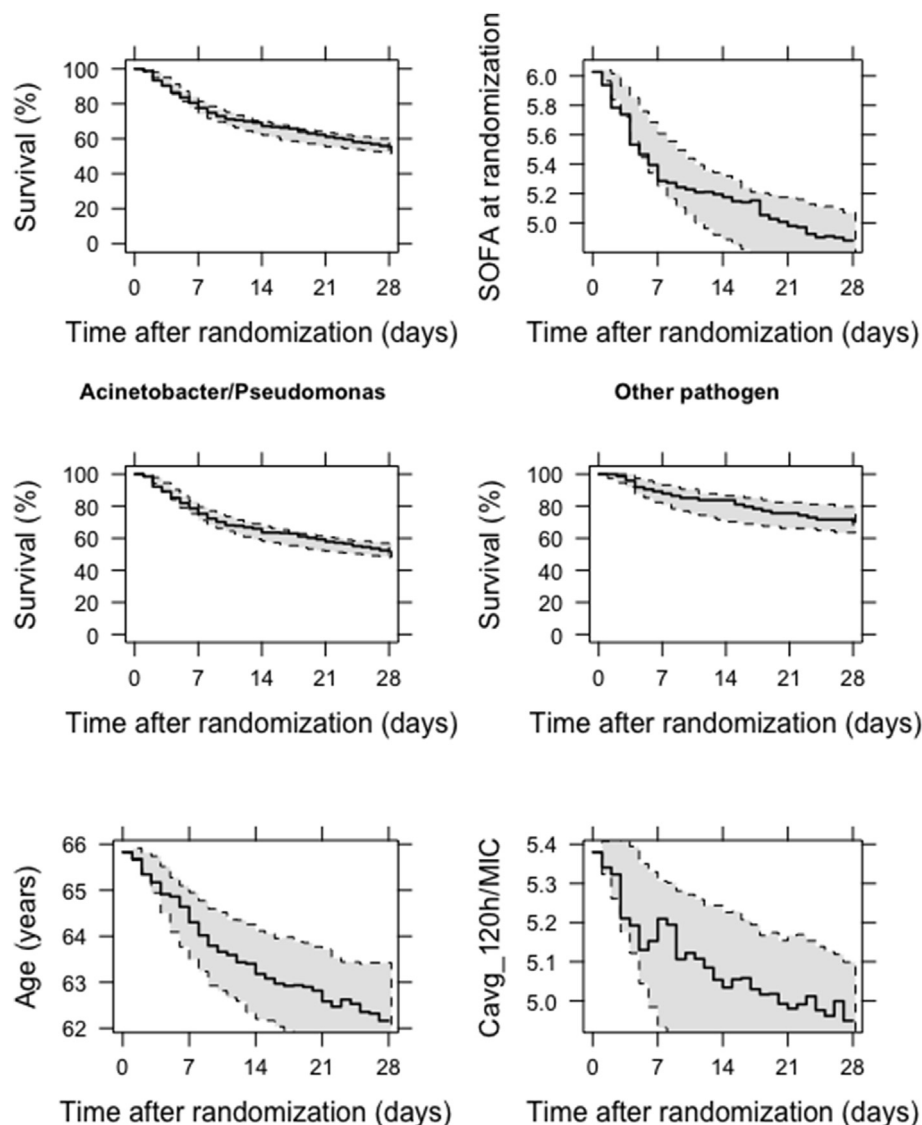 Survival (%)
100
80
60
40
20
0
0 7 14 21 28
Time after randomization (days)
SOFA at randomization
6.0
5.8
5.6
5.4
5.2
5.0
0 7 14 21 28
Time after randomization (days)
Acinetobacter/Pseudomonas
Survival (%)
100
80
60
40
20
0
0 7 14 21 28
Time after randomization (days)
Other pathogen
Survival (%)
100
80
60
40
20
0
0 7 14 21 28
Time after randomization (days)
Age (years)
66
65
64
63
62
0 7 14 21 28
Time after randomization (days)
Cavg_120h/MIC
5.4
5.3
5.2
5.1
5.0
0 7 14 21 28
Time after randomization (days)